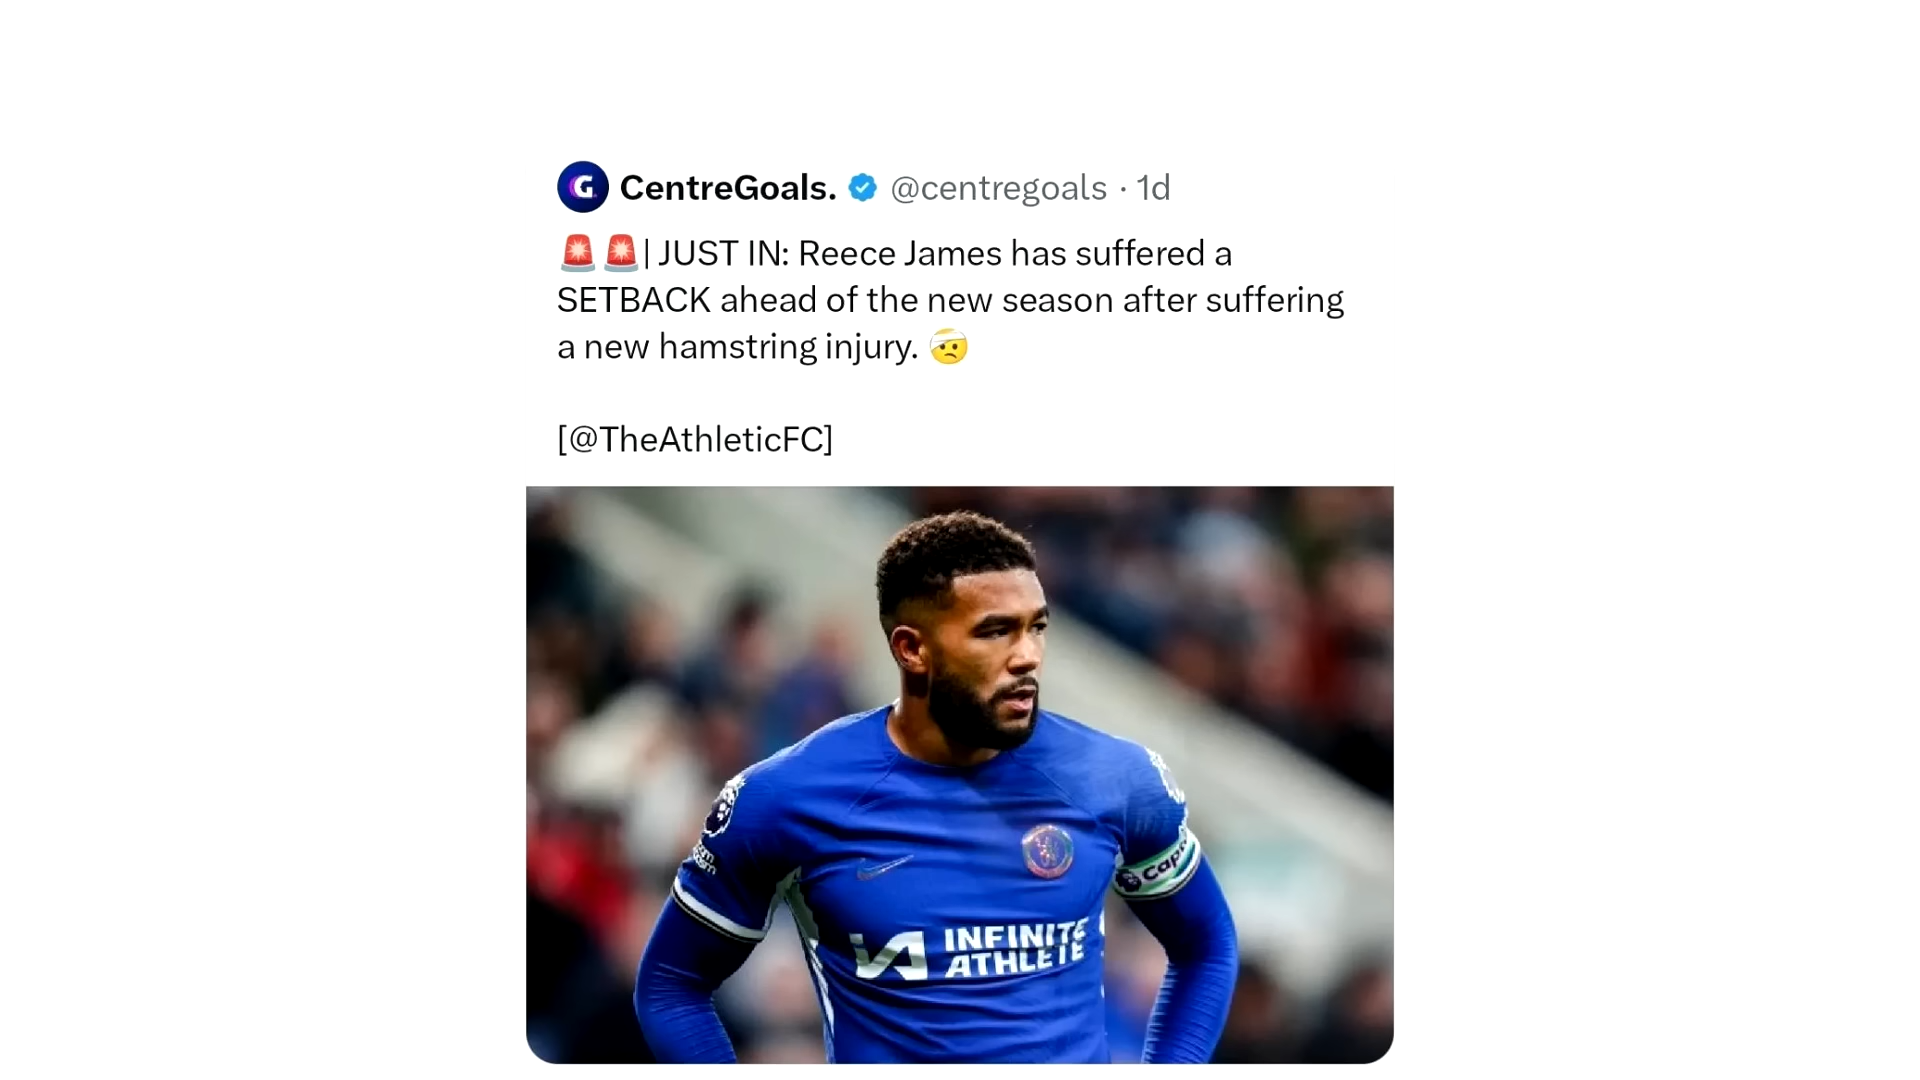 CentreGoals. @centregoals · 1d
🚨🚨| JUST IN: Reece James has suffered a
SETBACK ahead of the new season after suffering
a new hamstring injury. 🤕
[@TheAthleticFC]
Cap
INFINITE
ATHLETE